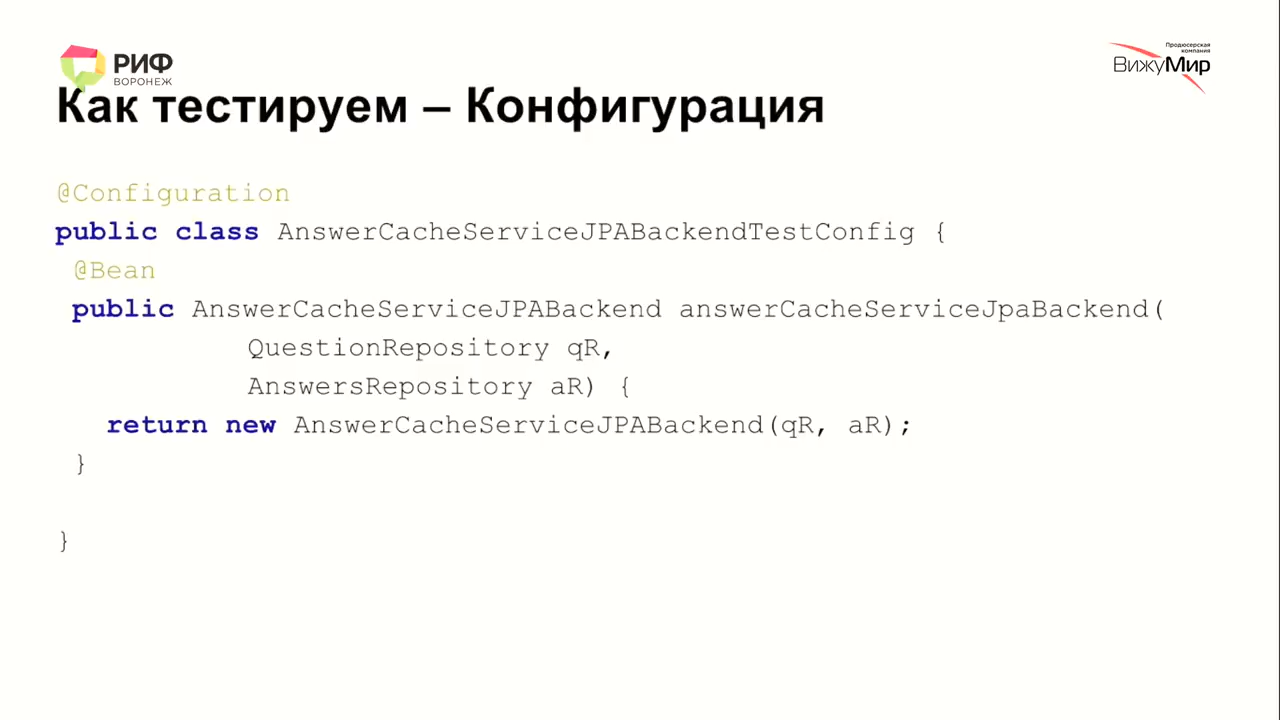 РИФ
ВОРОНЕЖ
Продюсерская
компания
ВижуМир
Как тестируем – Конфигурация
@Configuration
public class AnswerCacheServiceJPABackendTestConfig {
@Bean
public AnswerCacheServiceJPABackend answerCacheServiceJpaBackend(
QuestionRepository qR,
AnswersRepository aR) {
return new AnswerCacheServiceJPABackend(qR, aR);
}
}